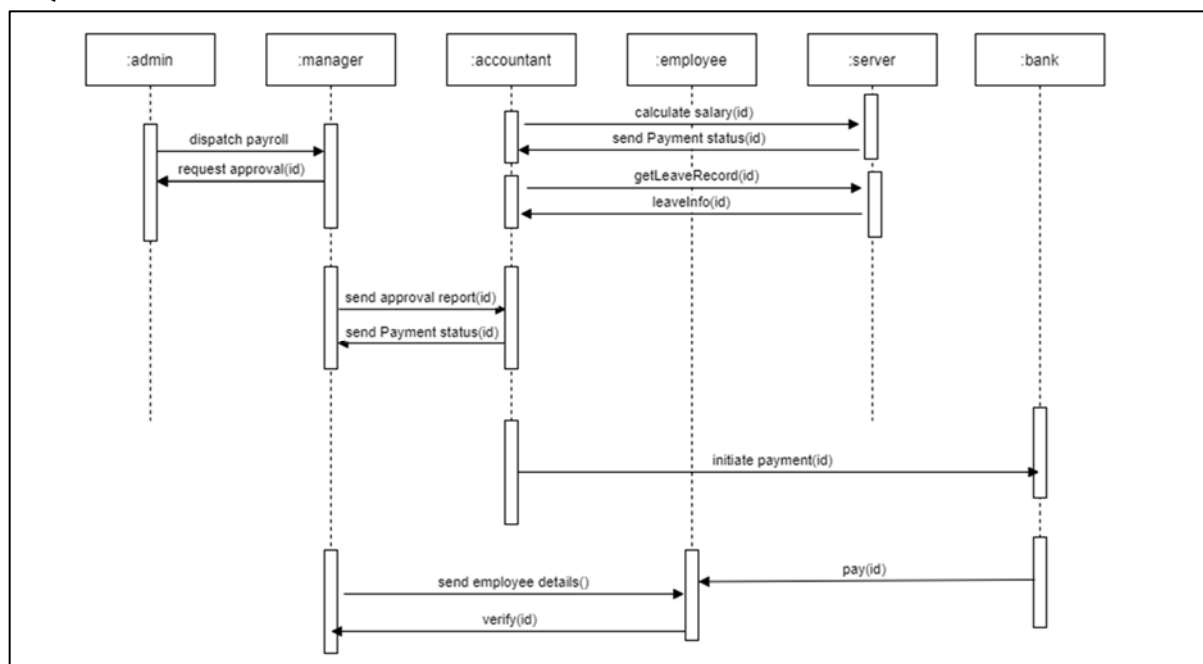 :admin
:manager
:accountant
:employee
:server
:bank
calculate salary(id)
dispatch payroll
send Payment status(id)
request approval(id)
getLeaveRecord(id)
leaveInfo(id)
send approval report(id)
send Payment status(id)
initiate payment(id)
pay(id)
send employee details()
verify(id)